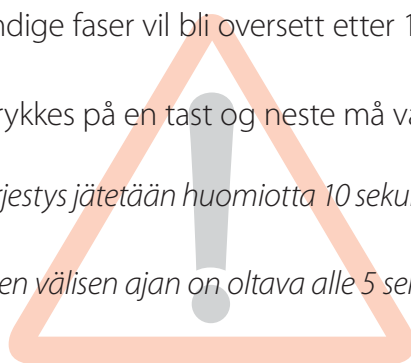 ndige faser vil bli oversett etter 1
rykkes på en tast og neste må va
rjestys jätetään huomiotta 10 seku
en välisen ajan on oltava alle 5 sel